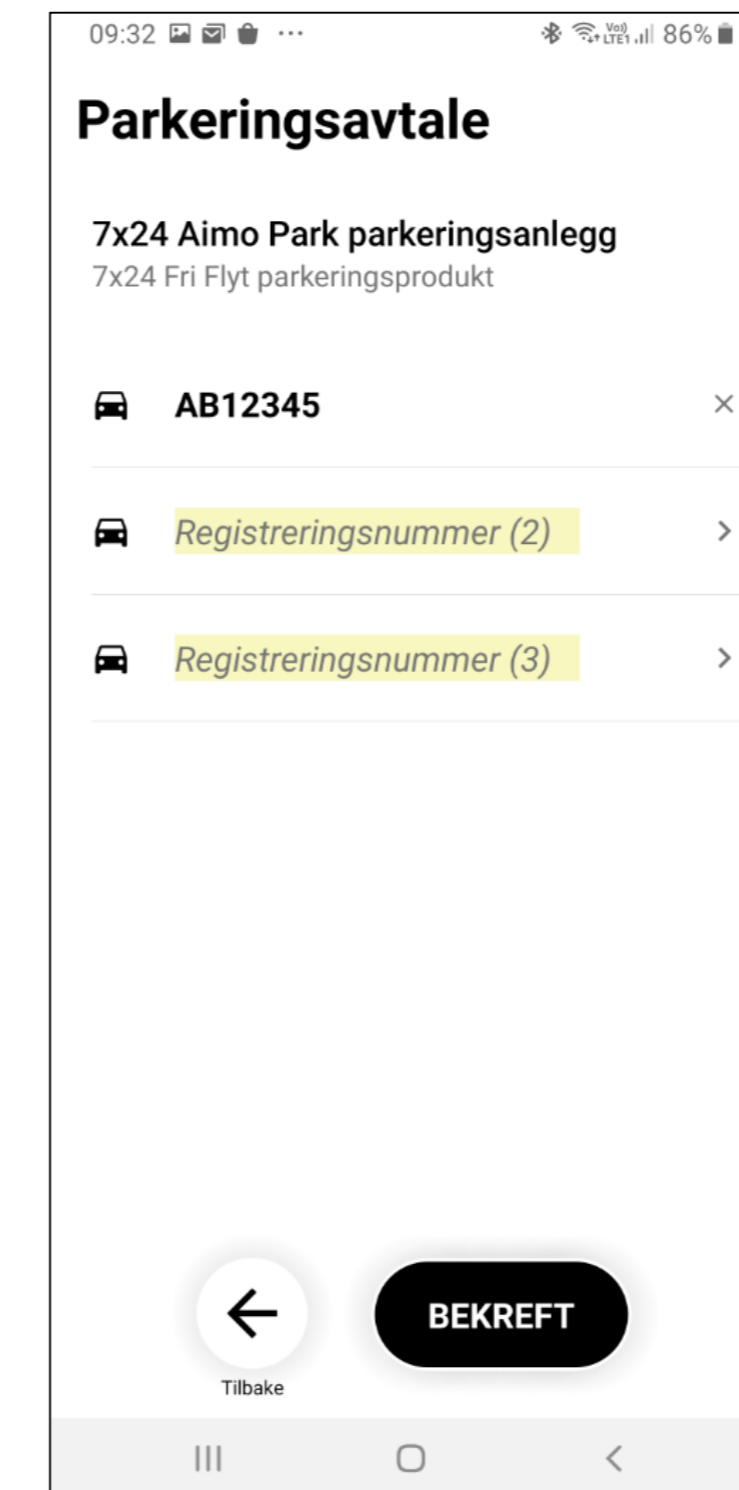 09:32 86%
Parkeringsavtale
7x24 Aimo Park parkeringsanlegg
7x24 Fri Flyt parkeringsprodukt
AB12345
Registreringsnummer (2)
Registreringsnummer (3)
BEKREFT
Tilbake